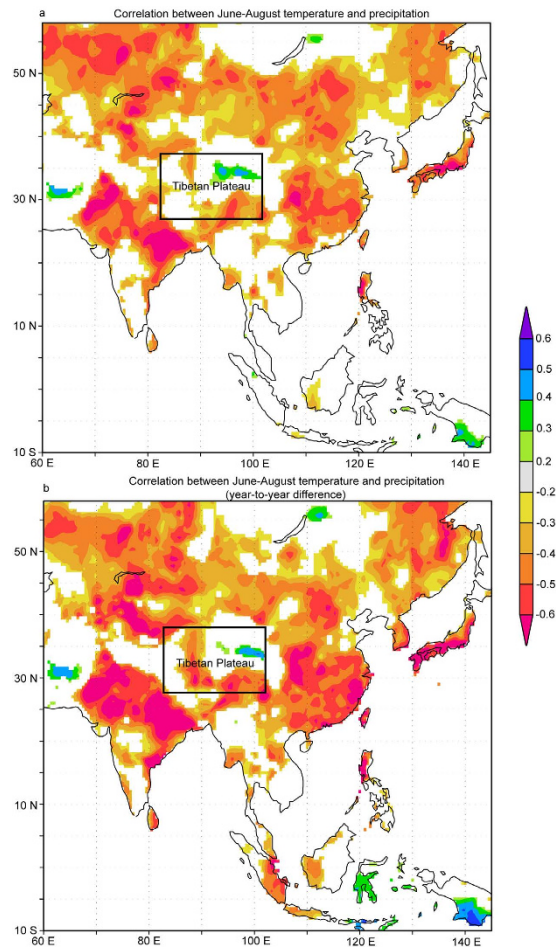 a
Correlation between June-August temperature and precipitation
50 N
30 N
10 N
10 S
Tibetan Plateau
60 E
80 E
100 E
120 E
140 E
0.6
0.5
0.4
0.3
0.2
-0.2
-0.3
-0.4
-0.5
-0.6
b
Correlation between June-August temperature and precipitation
(year-to-year difference)
50 N
30 N
10 N
10 S
Tibetan Plateau
60 E
80 E
100 E
120 E
140 E